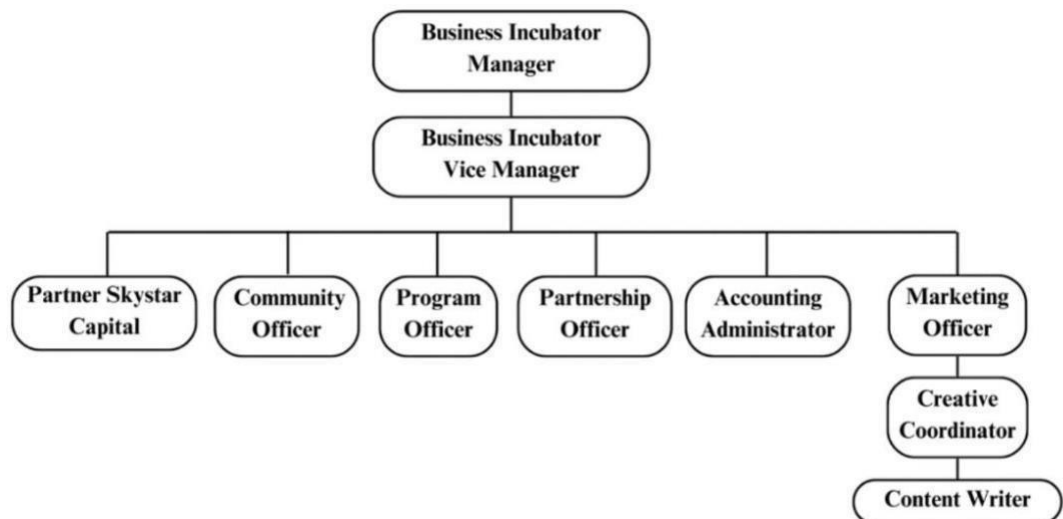 Business Incubator
Manager
Business Incubator
Vice Manager
Partner Skystar
Capital
Community
Officer
Program
Officer
Partnership
Officer
Accounting
Administrator
Marketing
Officer
Creative
Coordinator
Content Writer